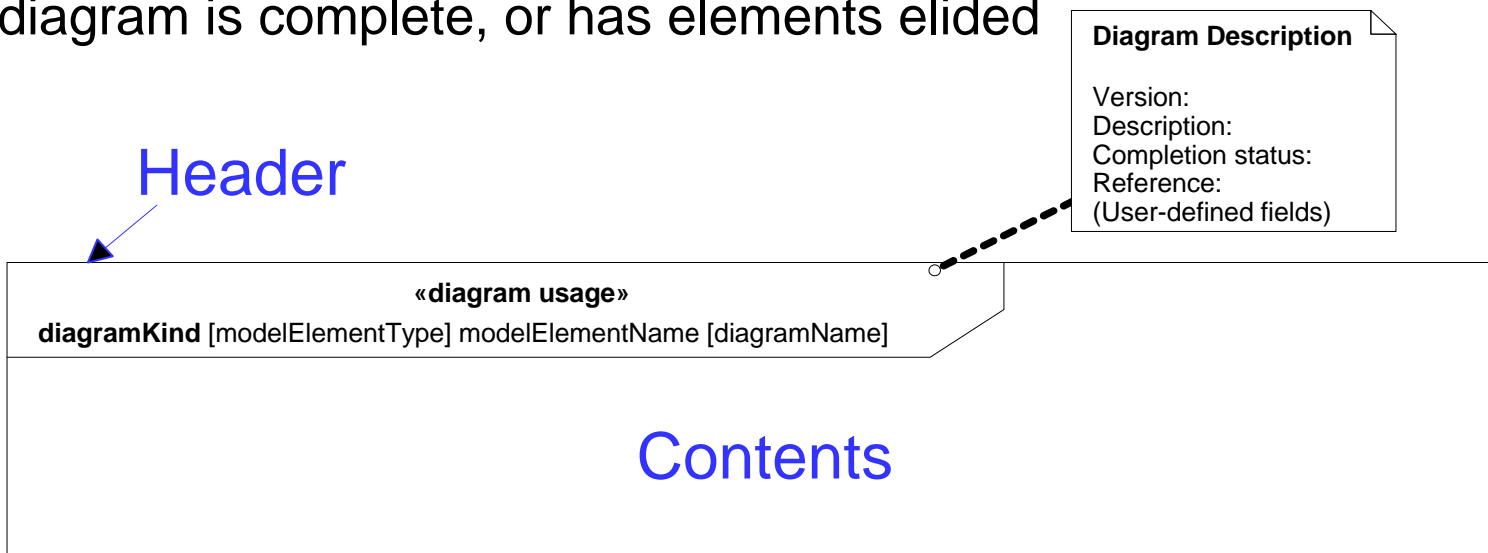 diagram is complete, or has elements elided
Diagram Description
Version:
Description:
Completion status:
Reference:
(User-defined fields)
Header
«diagram usage»
diagramKind [modelElementType] modelElementName [diagramName]
Contents